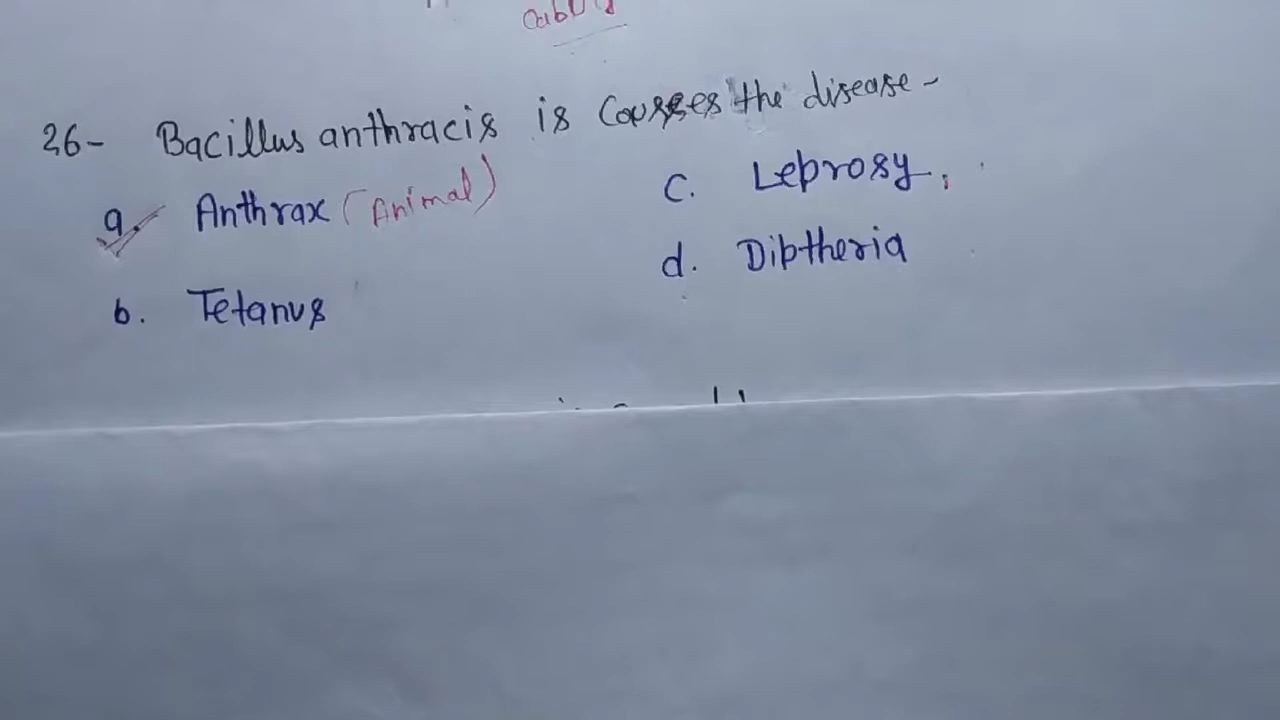 26- Bacillus anthracis is Causes the disease -
a. Anthrax (Animal)
b. Tetanus
c. Leprosy,
d. Diptheria